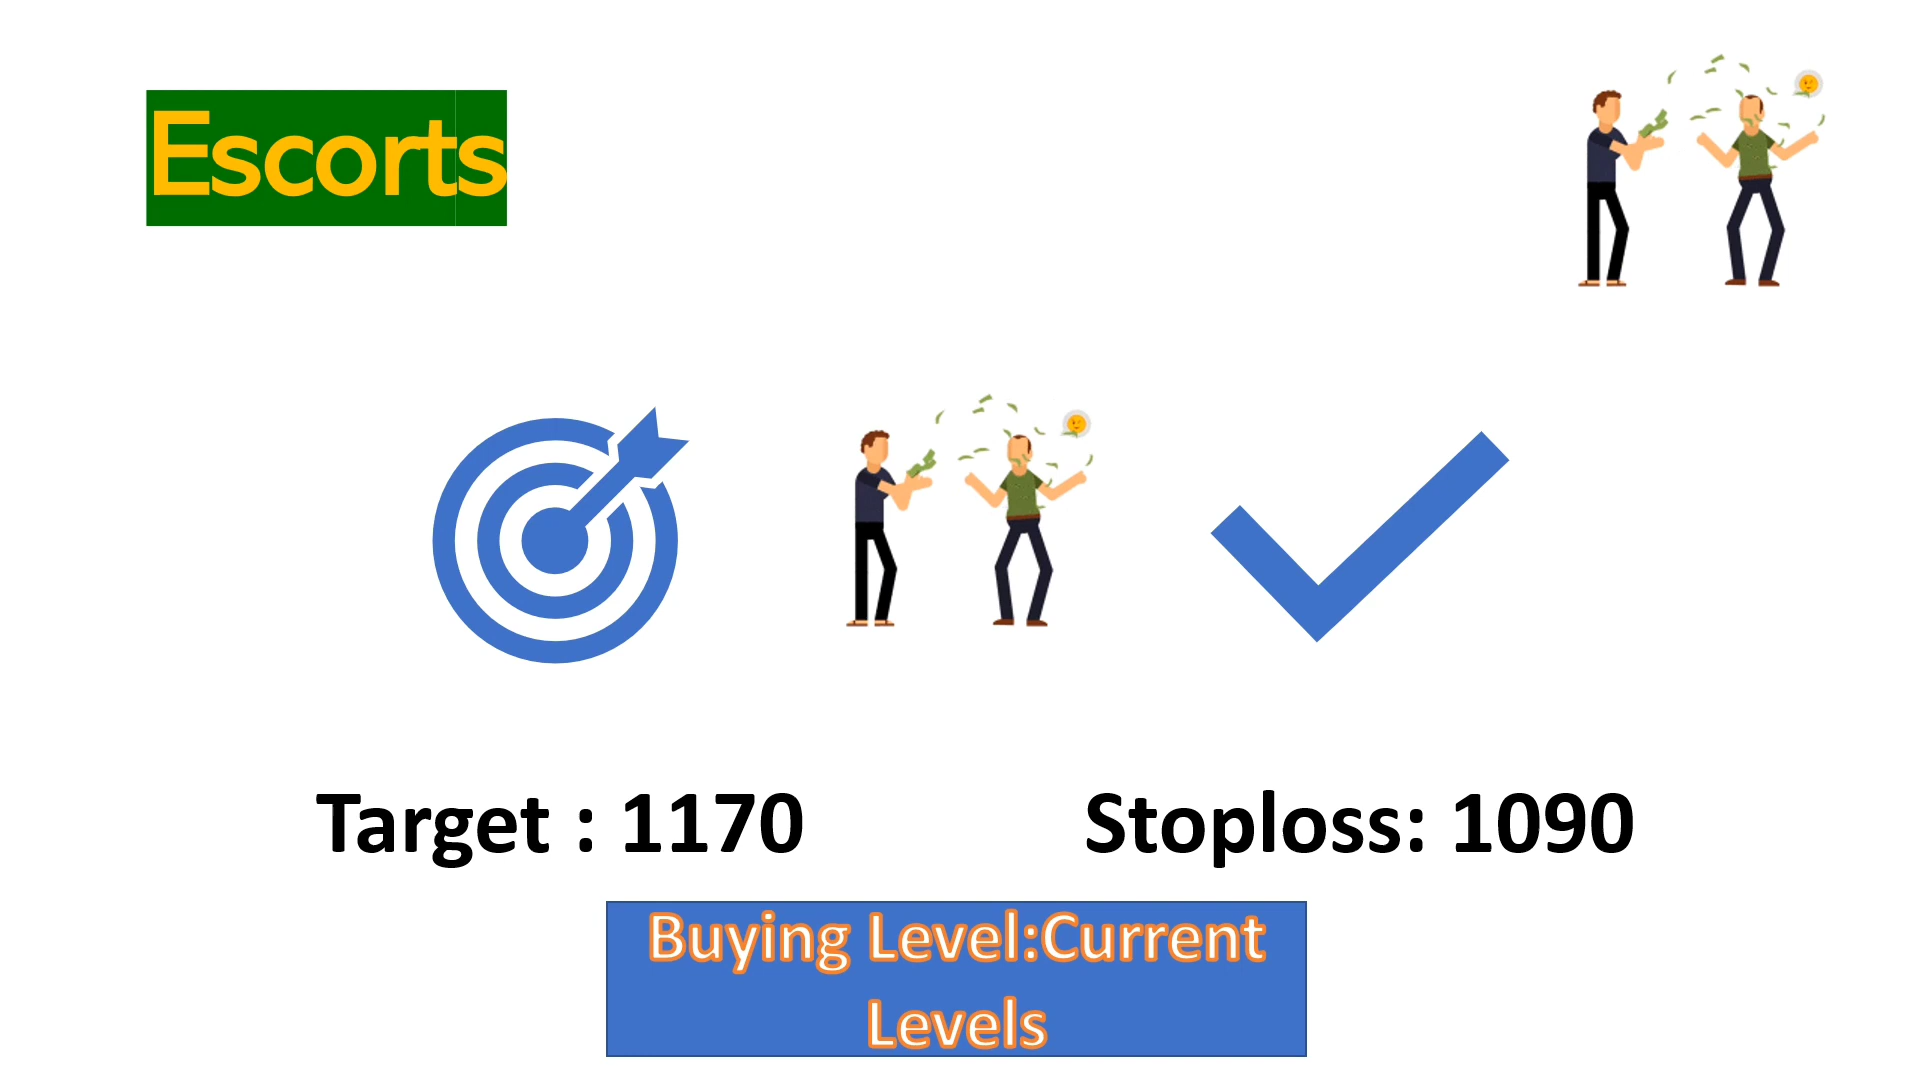 Escorts
Target : 1170
Stoploss: 1090
Buying Level:Current
Levels